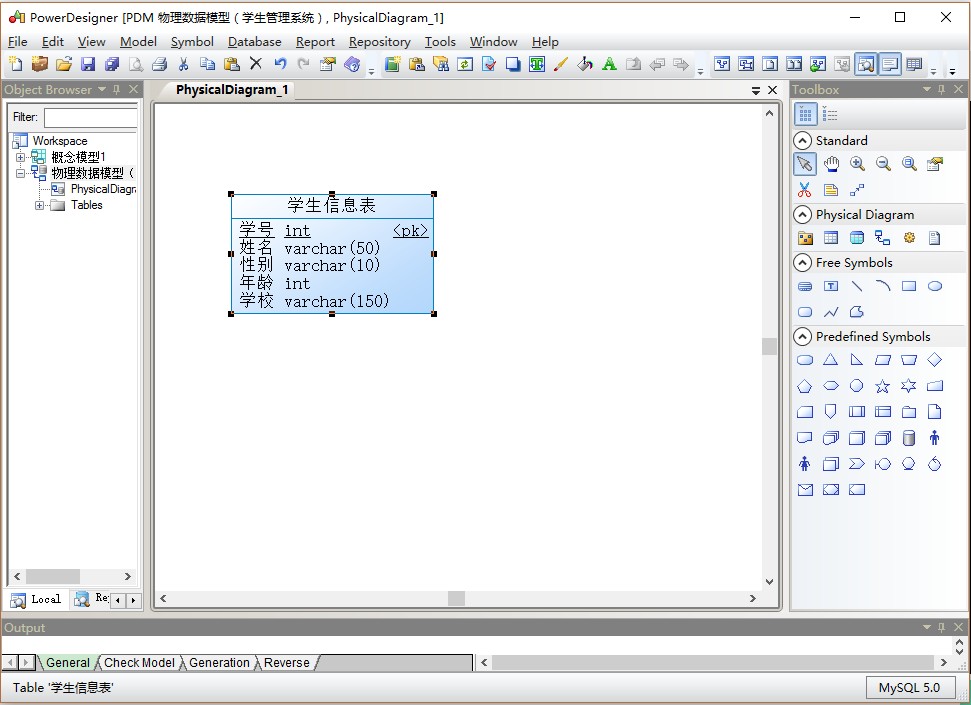 PowerDesigner [PDM 物理数据模型（学生管理系统）, PhysicalDiagram_1]
File Edit View Model Symbol Database Report Repository Tools Window Help
Object Browser
Filter:
Workspace
概念模型1
物理数据模型（
PhysicalDiagra
Tables
Local
Re
PhysicalDiagram_1
学生信息表
学号 int <pk>
姓名 varchar(50)
性别 varchar(10)
年龄 int
学校 varchar(150)
Toolbox
Standard
Physical Diagram
Free Symbols
Predefined Symbols
Output
General Check Model Generation Reverse
Table '学生信息表'
MySQL 5.0